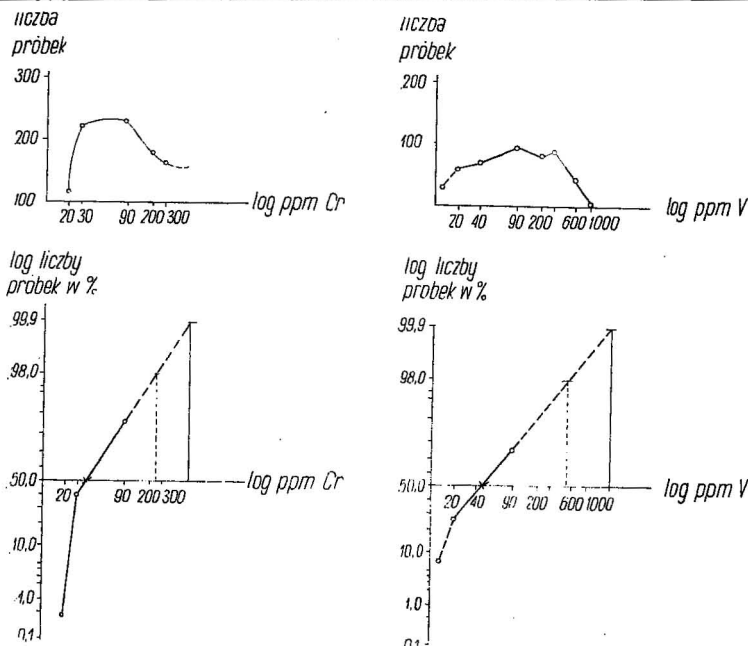 liczba
próbek
300
200
100
20 30 90 200 300
log ppm Cr
liczba
próbek
200
100
20 40 90 200 600 1000
log ppm V
log liczby
próbek w %
99,9
98,0
50,0
10,0
1,0
0,1
20 90 200 300
log ppm Cr
log liczby
próbek w %
99,9
98,0
50,0
10,0
1,0
0,1
20 40 90 200 600 1000
log ppm V